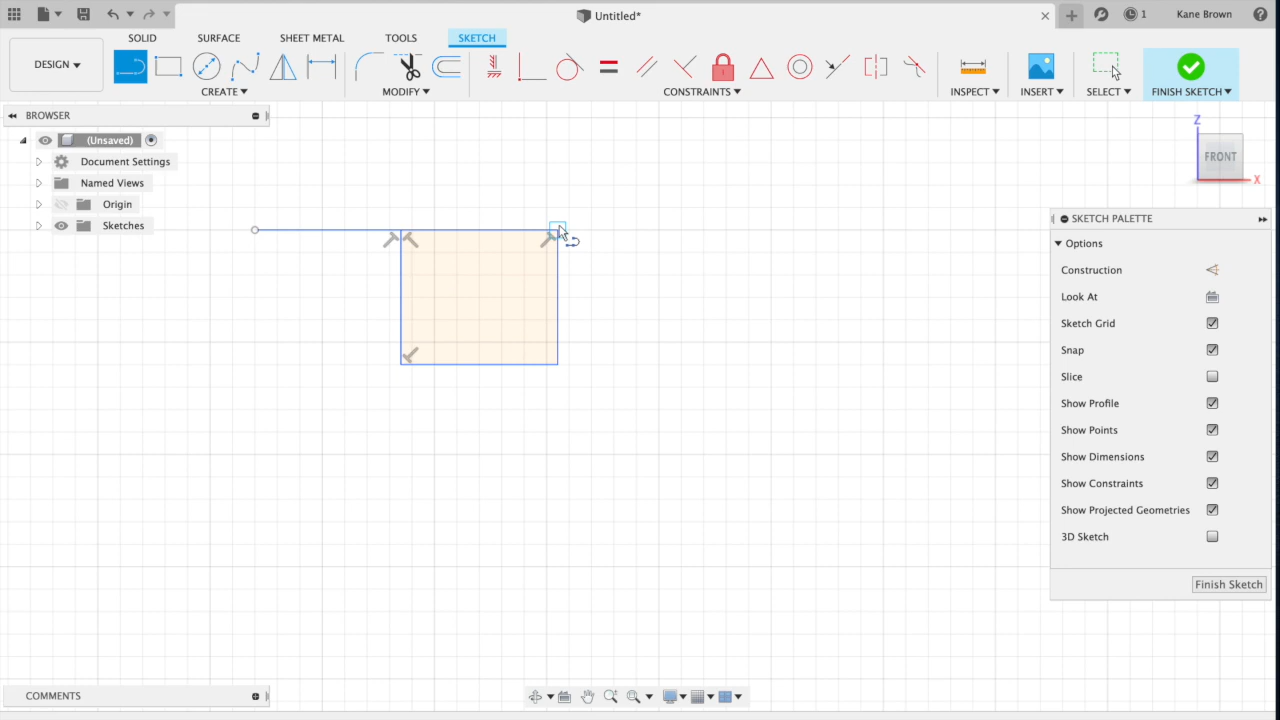 Untitled*
1
Kane Brown
SOLID
SURFACE
SHEET METAL
TOOLS
SKETCH
DESIGN
CREATE
MODIFY
CONSTRAINTS
INSPECT
INSERT
SELECT
FINISH SKETCH
BROWSER
(Unsaved)
Document Settings
Named Views
Origin
Sketches
Z
FRONT
X
SKETCH PALETTE
Options
Construction
Look At
Sketch Grid
Snap
Slice
Show Profile
Show Points
Show Dimensions
Show Constraints
Show Projected Geometries
3D Sketch
Finish Sketch
COMMENTS